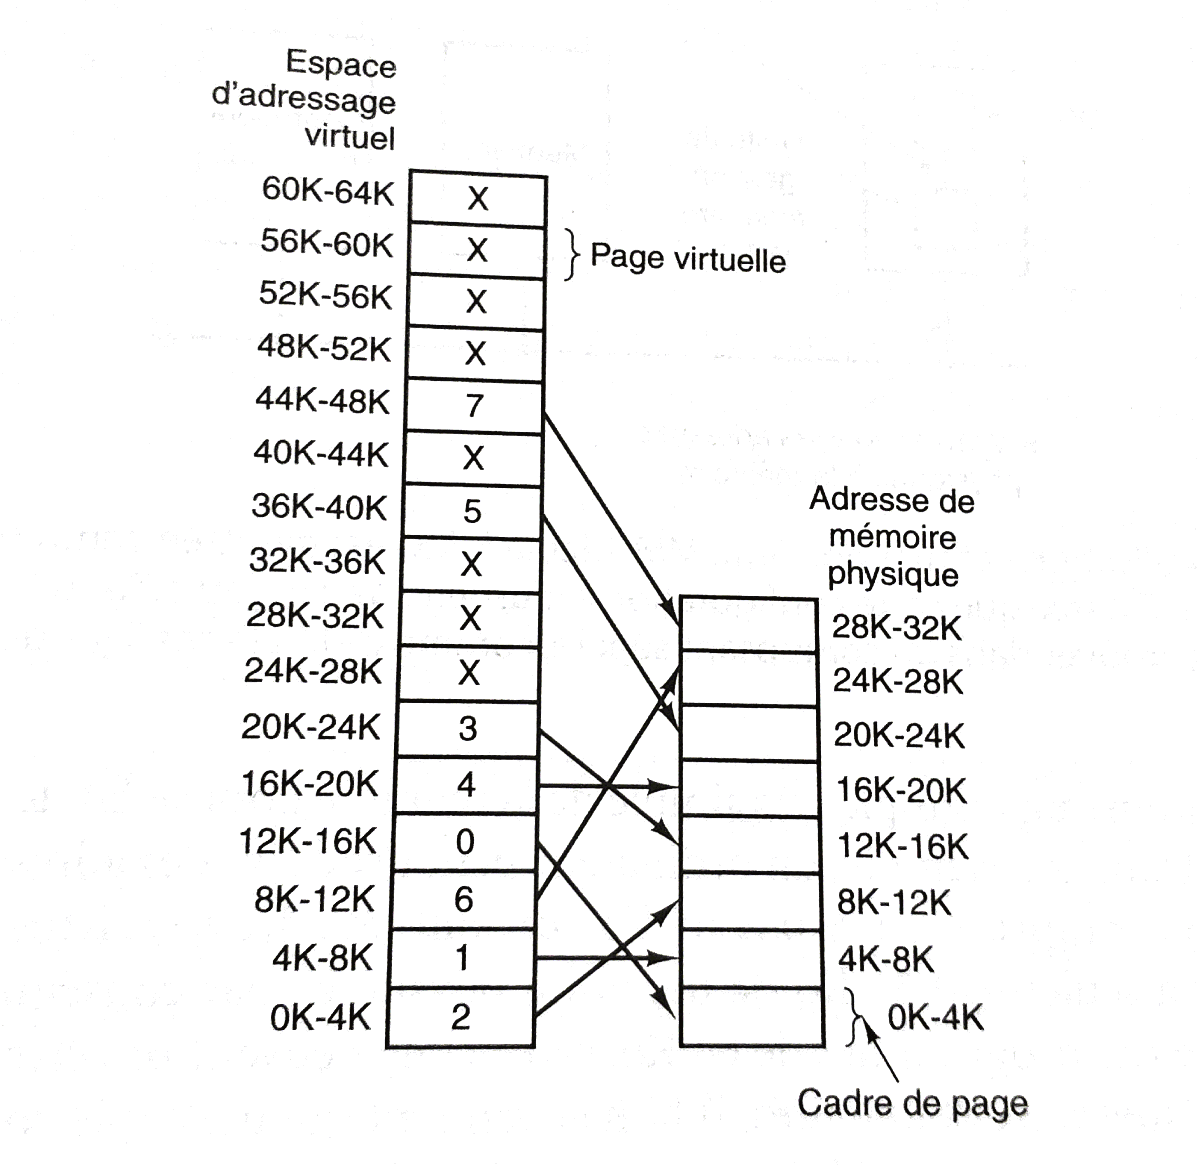 Espace
d'adressage
virtuel
60K-64K X
56K-60K X } Page virtuelle
52K-56K X
48K-52K X
44K-48K 7
40K-44K X
36K-40K 5
32K-36K X
28K-32K X
24K-28K X
20K-24K 3
16K-20K 4
12K-16K 0
8K-12K 6
4K-8K 1
0K-4K 2
Adresse de
mémoire
physique
28K-32K
24K-28K
20K-24K
16K-20K
12K-16K
8K-12K
4K-8K
0K-4K
Cadre de page